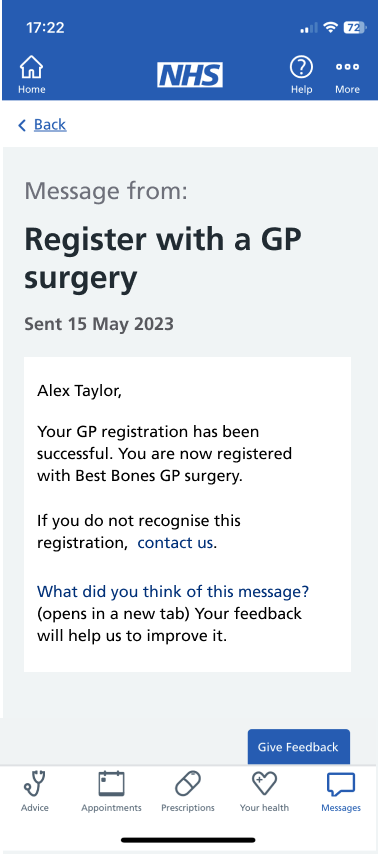 17:22
72
Home
NHS
Help
More
Back
Message from:
Register with a GP
surgery
Sent 15 May 2023
Alex Taylor,
Your GP registration has been
successful. You are now registered
with Best Bones GP surgery.
If you do not recognise this
registration, contact us.
What did you think of this message?
(opens in a new tab) Your feedback
will help us to improve it.
Give Feedback
Advice
Appointments
Prescriptions
Your health
Messages